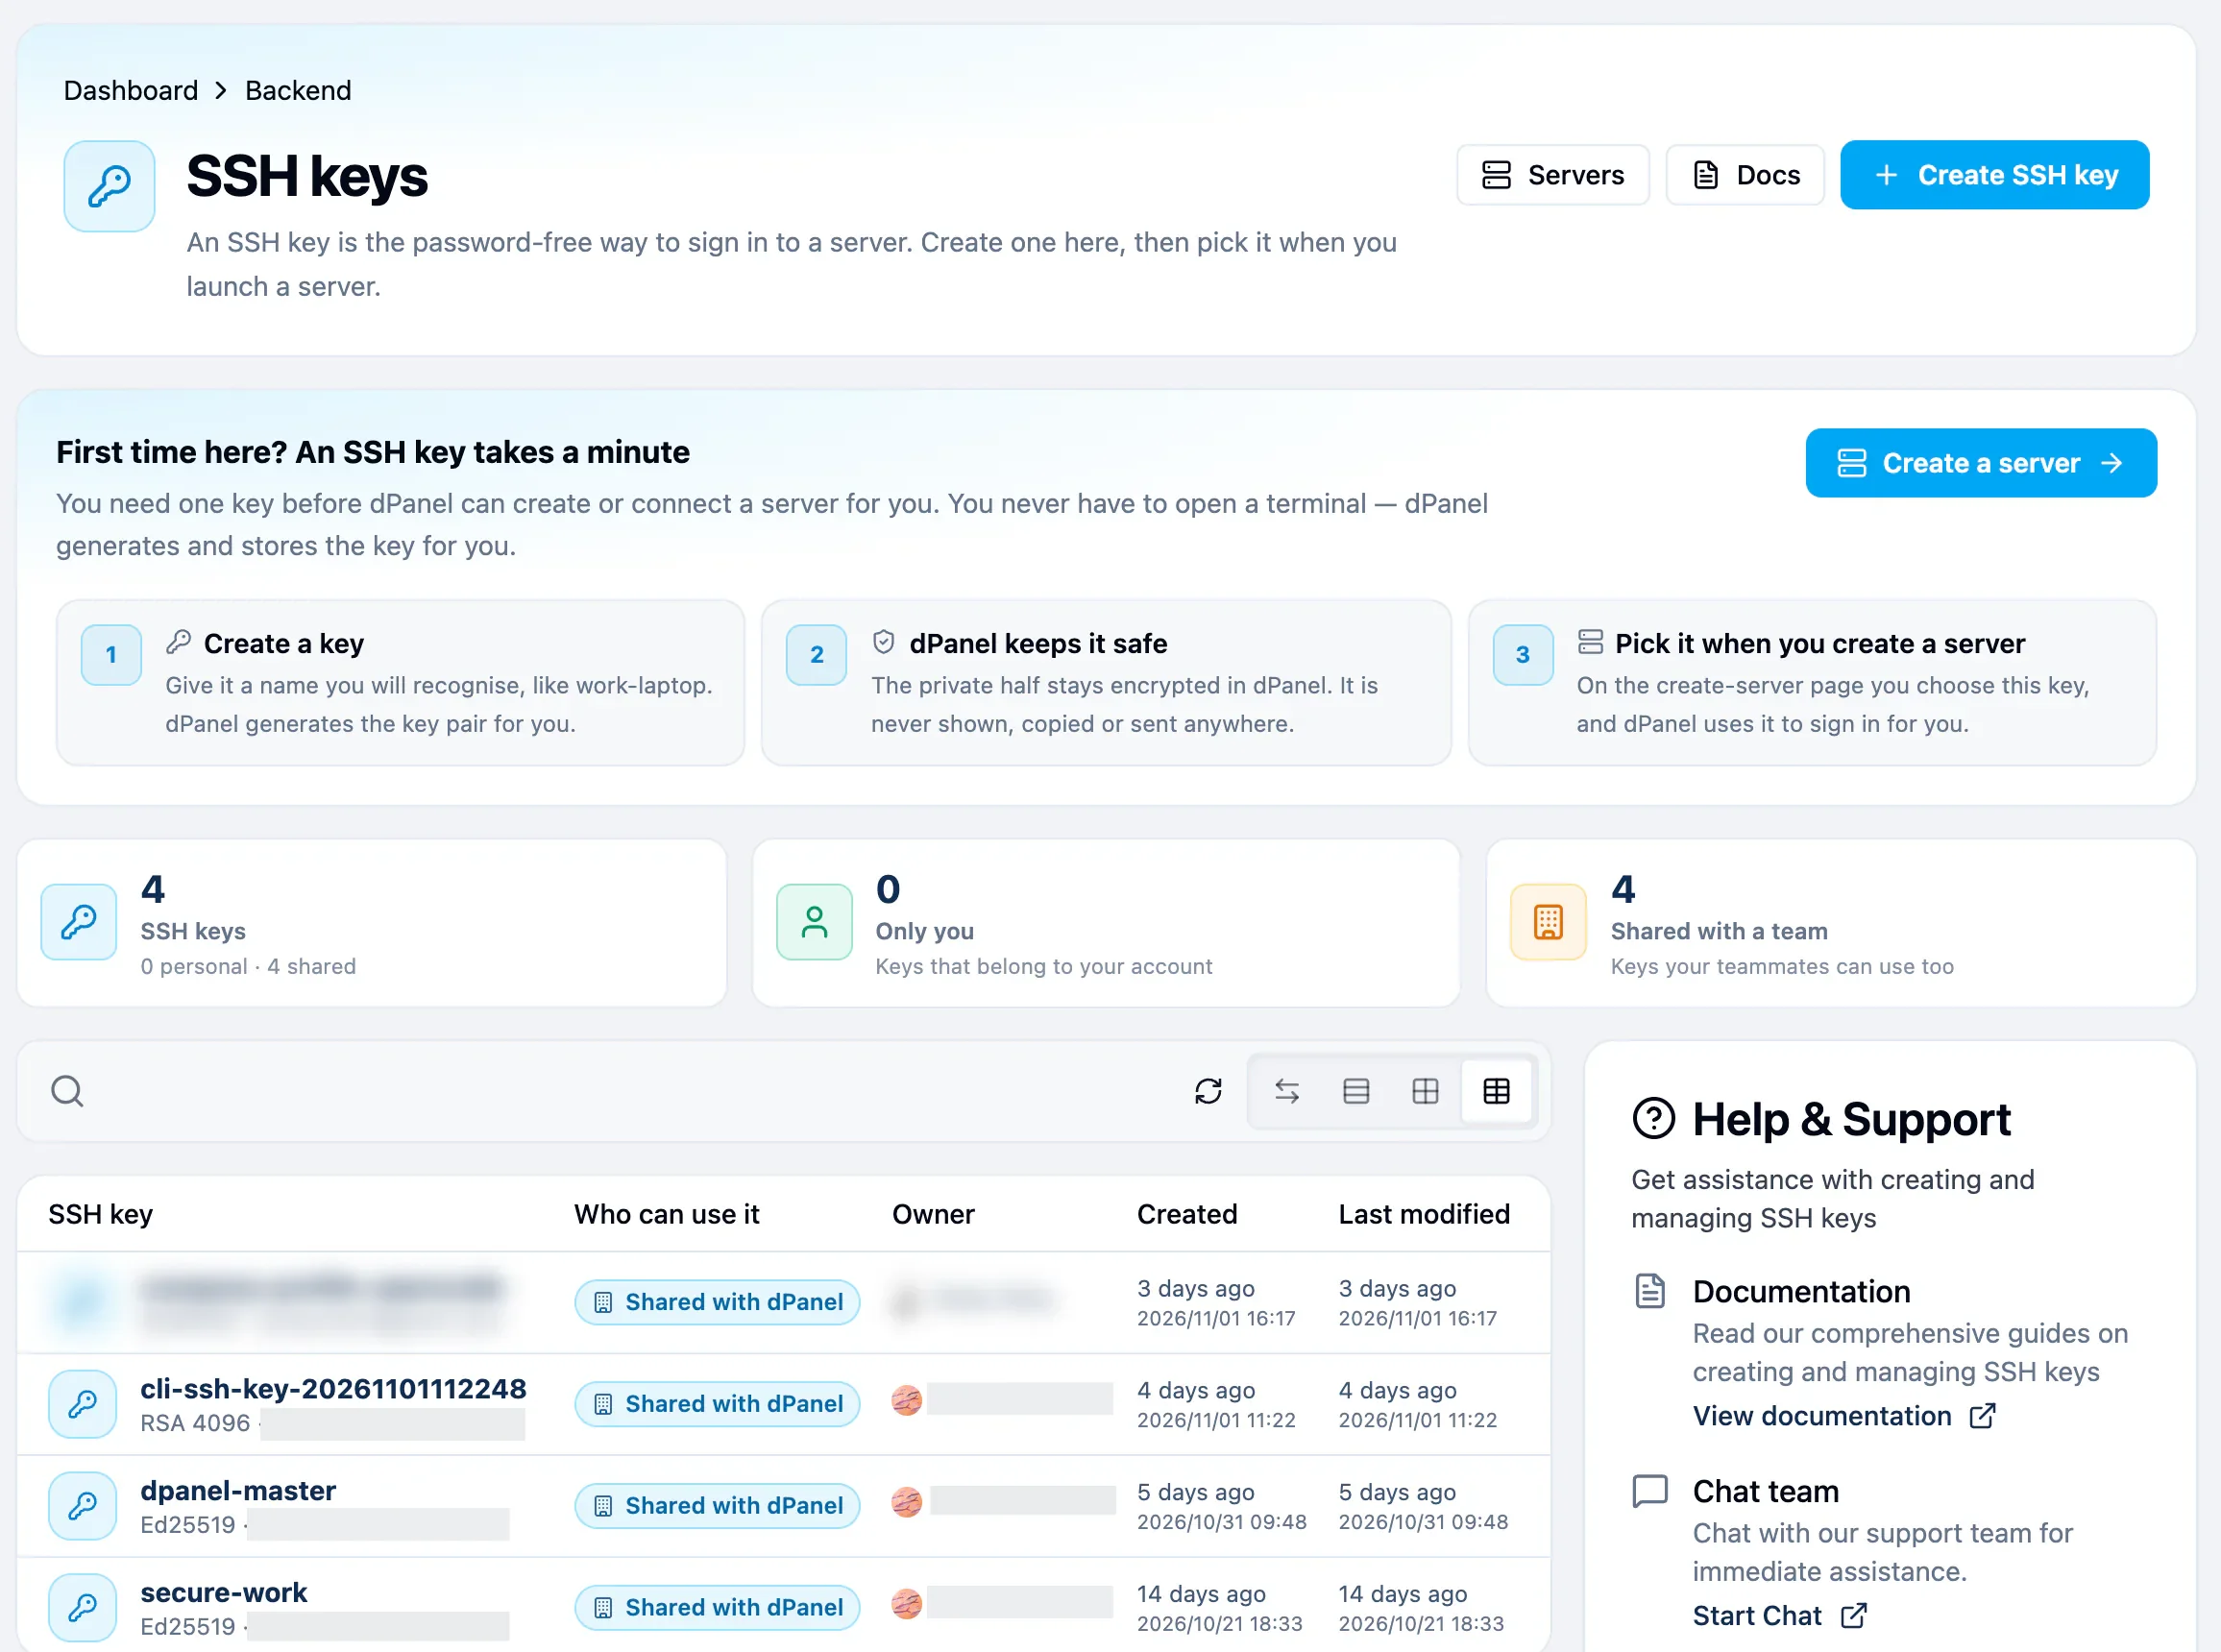 Dashboard > Backend
SSH keys
An SSH key is the password-free way to sign in to a server. Create one here, then pick it when you
launch a server.
Servers
Docs
+ Create SSH key
First time here? An SSH key takes a minute
You need one key before dPanel can create or connect a server for you. You never have to open a terminal — dPanel
generates and stores the key for you.
Create a server →
1
Create a key
Give it a name you will recognise, like work-laptop.
dPanel generates the key pair for you.
2
dPanel keeps it safe
The private half stays encrypted in dPanel. It is
never shown, copied or sent anywhere.
3
Pick it when you create a server
On the create-server page you choose this key,
and dPanel uses it to sign in for you.
4
SSH keys
0 personal · 4 shared
0
Only you
Keys that belong to your account
4
Shared with a team
Keys your teammates can use too
SSH key Who can use it Owner Created Last modified
Shared with dPanel 3 days ago 3 days ago
2026/11/01 16:17 2026/11/01 16:17
cli-ssh-key-20261101112248 Shared with dPanel 4 days ago 4 days ago
RSA 4096 · 2026/11/01 11:22 2026/11/01 11:22
dpanel-master Shared with dPanel 5 days ago 5 days ago
Ed25519 · 2026/10/31 09:48 2026/10/31 09:48
secure-work Shared with dPanel 14 days ago 14 days ago
Ed25519 · 2026/10/21 18:33 2026/10/21 18:33
Help & Support
Get assistance with creating and
managing SSH keys
Documentation
Read our comprehensive guides on
creating and managing SSH keys
View documentation
Chat team
Chat with our support team for
immediate assistance.
Start Chat